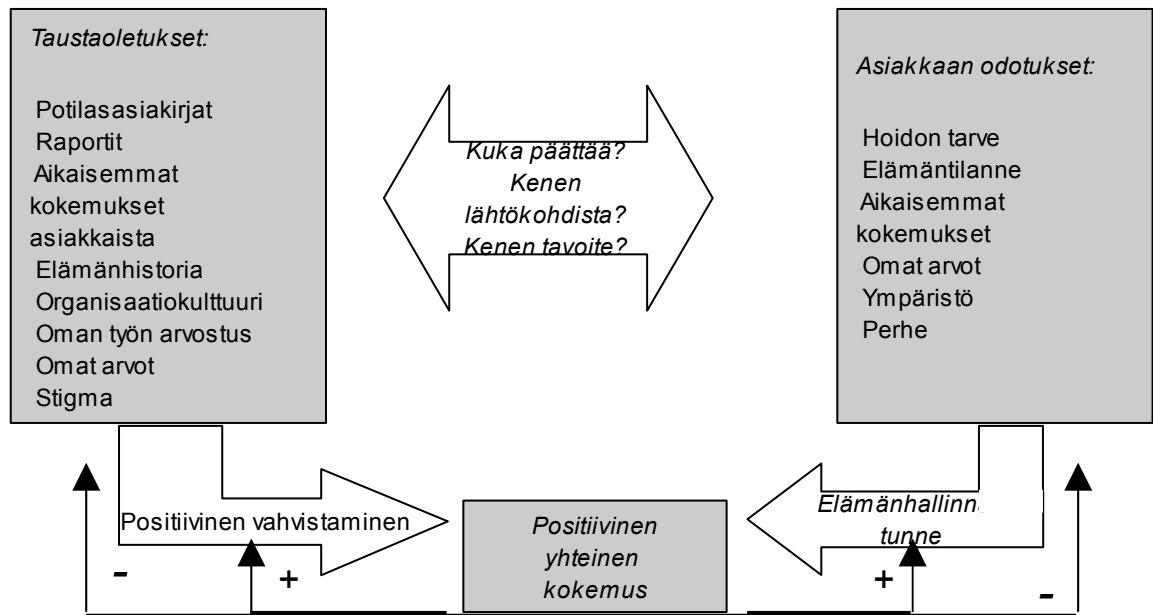 Taustaoletukset:
Potilasasiakirjat
Raportit
Aikaisemmat
kokemukset
asiakkaista
Elämänhistoria
Organisaatiokulttuuri
Oman työn arvostus
Omat arvot
Stigma
Kuka päättää?
Kenen
lähtökohdista?
Kenen tavoite?
Asiakkaan odotukset:
Hoidon tarve
Elämäntilanne
Aikaisemmat
kokemukset
Omat arvot
Ympäristö
Perhe
Positiivinen vahvistaminen
Positiivinen
yhteinen
kokemus
Elämänhallinn
tunne
-
+
+
-